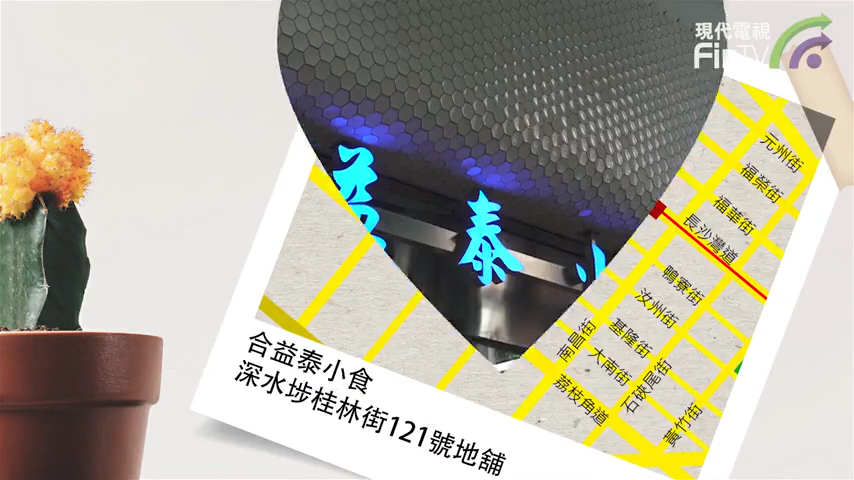 現代電視
FinTV
益泰小
元州街
福榮街
福華街
長沙灣道
鴨寮街
汝州街
基隆街
大南街
荔枝角道
南昌街
石硤尾街
黃竹街
合益泰小食
深水埗桂林街121號地舖